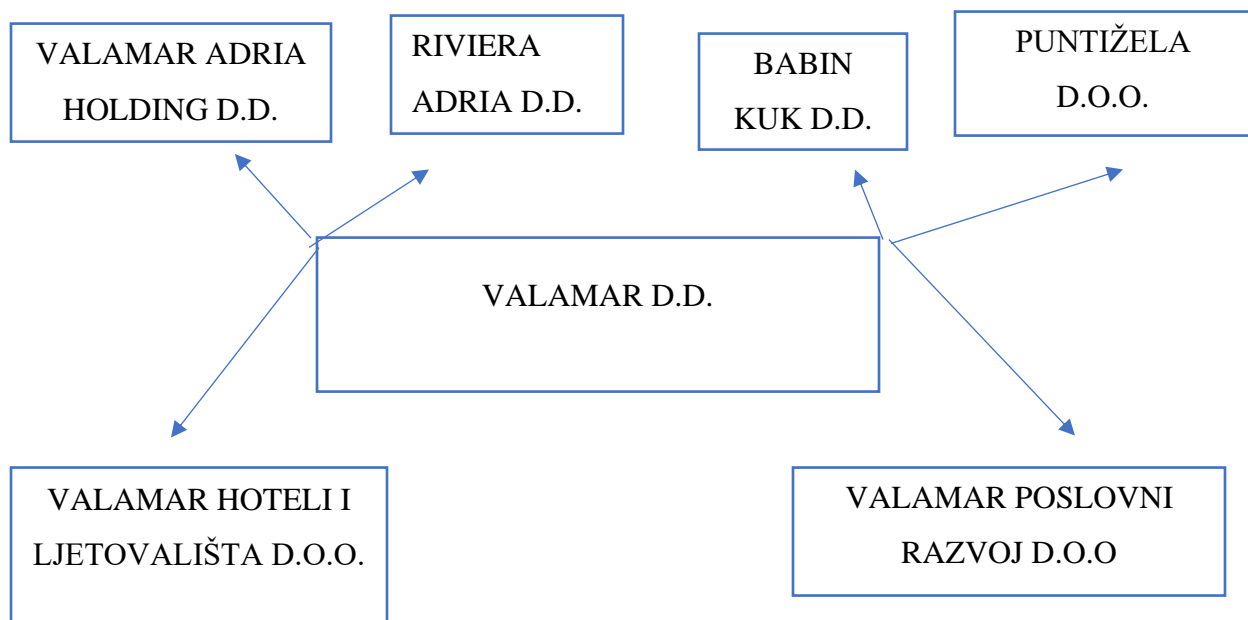 VALAMAR ADRIA
HOLDING D.D.
RIVIERA
ADRIA D.D.
BABIN
KUK D.D.
PUNTIŽELA
D.O.O.
VALAMAR D.D.
VALAMAR HOTELI I
LJETOVALIŠTA D.O.O.
VALAMAR POSLOVNI
RAZVOJ D.O.O